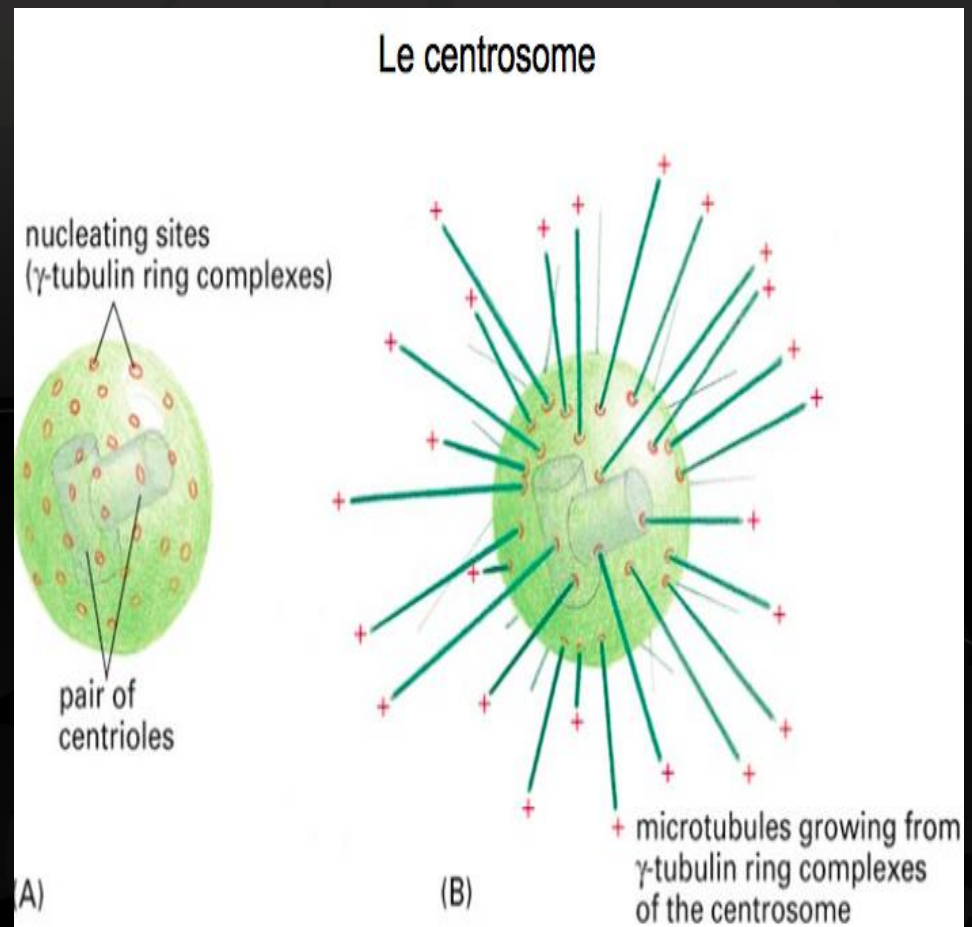 Le centrosome
nucleating sites
(γ-tubulin ring complexes)
pair of
centrioles
(A)
(B)
microtubules growing from
γ-tubulin ring complexes
of the centrosome